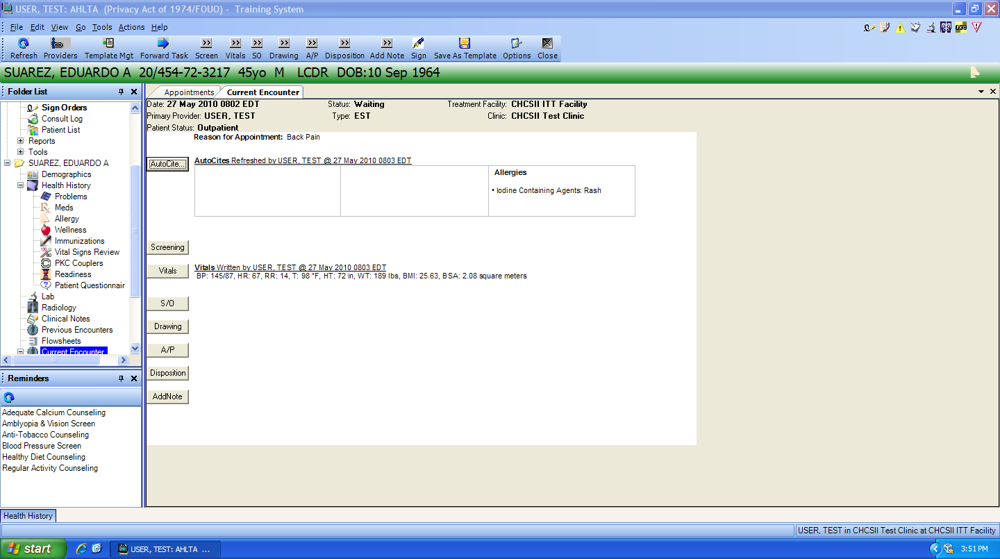 USER, TEST: AHLTA (Privacy Act of 1974/FOUO) - Training System
File Edit View Go Tools Actions Help
Refresh Providers Template Mgt Forward Task Screen Vitals SO Drawing A/P Disposition Add Note Sign Save As Template Options Close
SUAREZ, EDUARDO A 20/454-72-3217 45yo M LCDR DOB:10 Sep 1964
Folder List
Sign Orders
Consult Log
Patient List
Reports
Tools
SUAREZ, EDUARDO A
Demographics
Health History
Problems
Meds
Allergy
Wellness
Immunizations
Vital Signs Review
PKC Couplers
Readiness
Patient Questionnair
Lab
Radiology
Clinical Notes
Previous Encounters
Flowsheets
Current Encounter
Reminders
Adequate Calcium Counseling
Amblyopia & Vision Screen
Anti-Tobacco Counseling
Blood Pressure Screen
Healthy Diet Counseling
Regular Activity Counseling
Health History
Appointments Current Encounter
Date: 27 May 2010 0802 EDT Status: Waiting Treatment Facility: CHCSII ITT Facility
Primary Provider: USER, TEST Type: EST Clinic: CHCSII Test Clinic
Patient Status: Outpatient
Reason for Appointment: Back Pain
AutoCite...
AutoCites Refreshed by USER, TEST @ 27 May 2010 0803 EDT
Allergies
• Iodine Containing Agents: Rash
Screening
Vitals
Vitals Written by USER, TEST @ 27 May 2010 0803 EDT
BP: 145/87, HR: 67, RR: 14, T: 98 °F, HT: 72 in, WT: 189 lbs, BMI: 25.63, BSA: 2.08 square meters
S/O
Drawing
A/P
Disposition
AddNote
USER, TEST in CHCSII Test Clinic at CHCSII ITT Facility
start
USER, TEST: AHLTA ...
3:51 PM